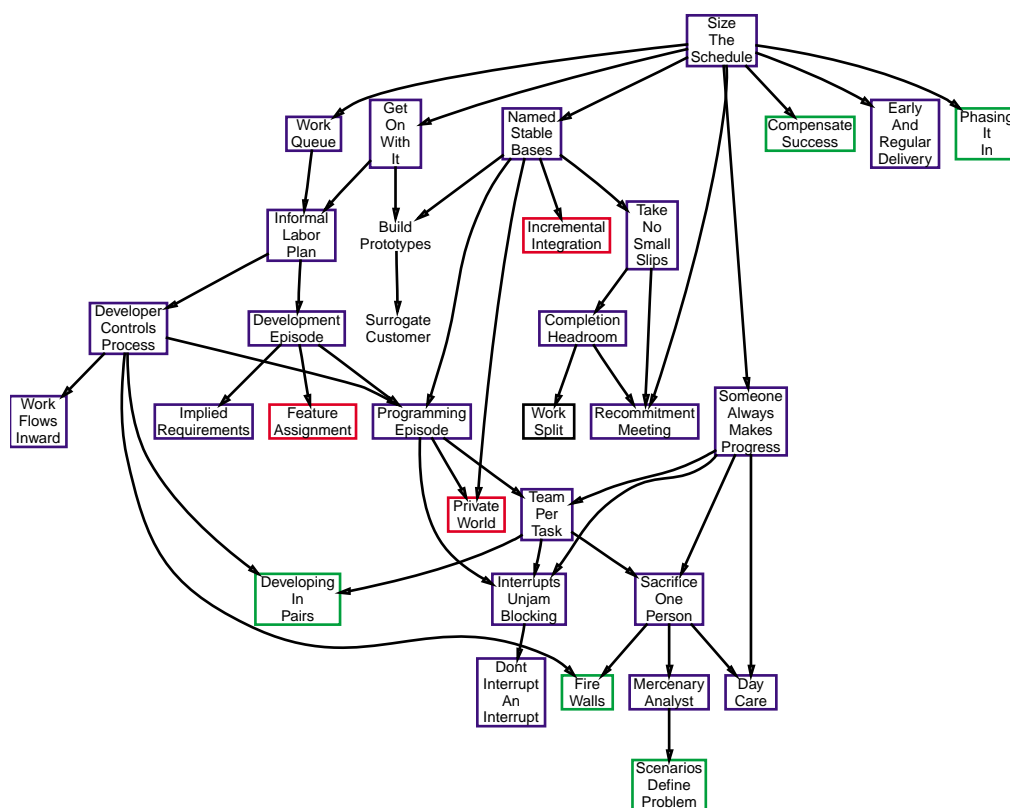 Size
The
Schedule
Work
Queue
Get
On
With
It
Named
Stable
Bases
Compensate
Success
Early
And
Regular
Delivery
Phasing
It
In
Informal
Labor
Plan
Build
Prototypes
Incremental
Integration
Take
No
Small
Slips
Developer
Controls
Process
Development
Episode
Surrogate
Customer
Completion
Headroom
Work
Flows
Inward
Implied
Requirements
Feature
Assignment
Programming
Episode
Work
Split
Recommitment
Meeting
Someone
Always
Makes
Progress
Private
World
Team
Per
Task
Developing
In
Pairs
Interrupts
Unjam
Blocking
Sacrifice
One
Person
Dont
Interrupt
An
Interrupt
Fire
Walls
Mercenary
Analyst
Day
Care
Scenarios
Define
Problem